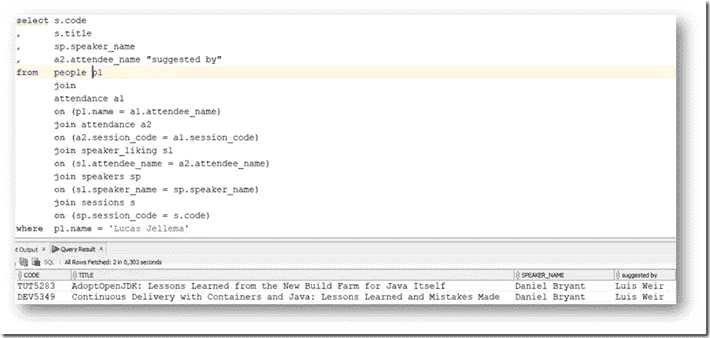 select s.code
,      s.title
,      sp.speaker_name
,      a2.attendee_name "suggested by"
from   people p1
       join
       attendance a1
       on (p1.name = a1.attendee_name)
       join attendance a2
       on (a2.session_code = a1.session_code)
       join speaker_liking sl
       on (sl.attendee_name = a2.attendee_name)
       join speakers sp
       on (sl.speaker_name = sp.speaker_name)
       join sessions s
       on (sp.session_code = s.code)
where  p1.name = 'Lucas Jellema'
t Output × Query Result ×
SQL | All Rows Fetched: 2 in 0,303 seconds
CODE TITLE SPEAKER_NAME suggested by
TUT5283 AdoptOpenJDK: Lessons Learned from the New Build Farm for Java Itself Daniel Bryant Luis Weir
DEV5349 Continuous Delivery with Containers and Java: Lessons Learned and Mistakes Made Daniel Bryant Luis Weir